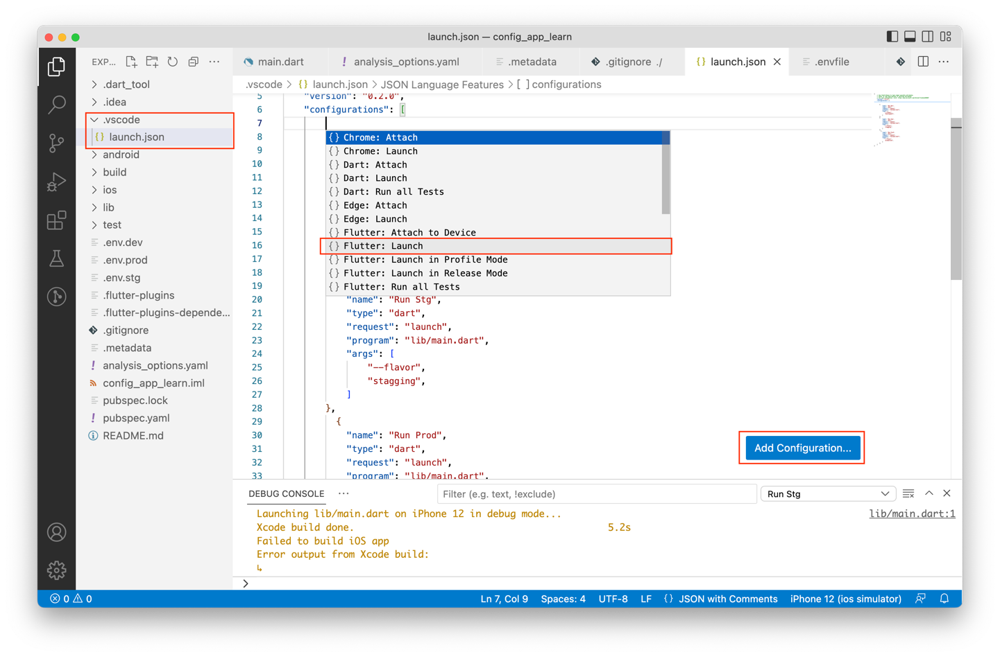 launch.json — config_app_learn
EXP...
main.dart
! analysis_options.yaml
.metadata
.gitignore ./
{} launch.json
.envfile
.vscode > {} launch.json > JSON Language Features > [ ] configurations
.dart_tool
.idea
.vscode
{} launch.json
android
build
ios
lib
test
.env.dev
.env.prod
.env.stg
.flutter-plugins
.flutter-plugins-depende...
.gitignore
.metadata
! analysis_options.yaml
config_app_learn.iml
pubspec.lock
! pubspec.yaml
README.md
5 "version": "0.2.0",
6 "configurations": [
7
8 {} Chrome: Attach
9 {} Chrome: Launch
10 {} Dart: Attach
11 {} Dart: Launch
12 {} Dart: Run all Tests
13 {} Edge: Attach
14 {} Edge: Launch
15 {} Flutter: Attach to Device
16 {} Flutter: Launch
17 {} Flutter: Launch in Profile Mode
18 {} Flutter: Launch in Release Mode
19 {} Flutter: Run all Tests
20 "name": "Run Stg",
21 "type": "dart",
22 "request": "launch",
23 "program": "lib/main.dart",
24 "args": [
25 "--flavor",
26 "stagging",
27 ]
28 },
29 {
30 "name": "Run Prod",
31 "type": "dart",
32 "request": "launch",
33 "program": "lib/main.dart",
Add Configuration...
DEBUG CONSOLE
Filter (e.g. text, !exclude)
Run Stg
Launching lib/main.dart on iPhone 12 in debug mode...
lib/main.dart:1
Xcode build done. 5.2s
Failed to build iOS app
Error output from Xcode build:
↳
>
0 0
Ln 7, Col 9
Spaces: 4
UTF-8
LF
{} JSON with Comments
iPhone 12 (ios simulator)